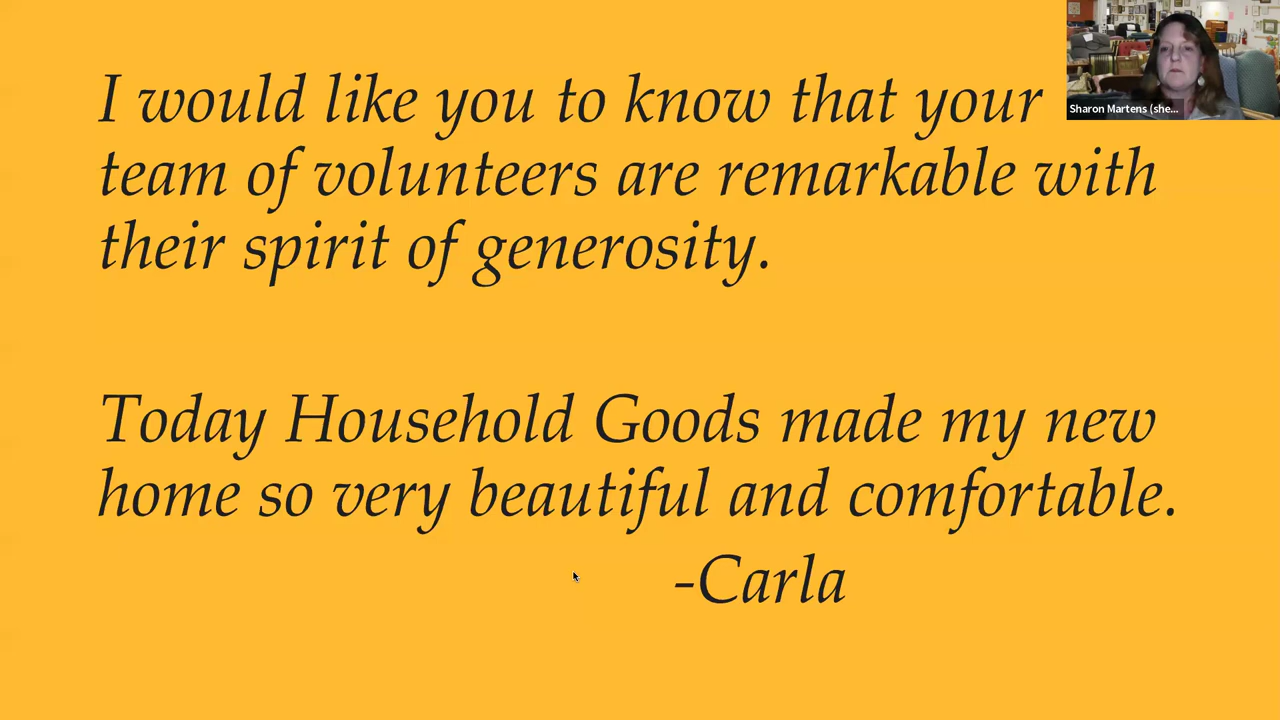 I would like you to know that your
team of volunteers are remarkable with
their spirit of generosity.
Today Household Goods made my new
home so very beautiful and comfortable.
-Carla
Sharon Martens (she...